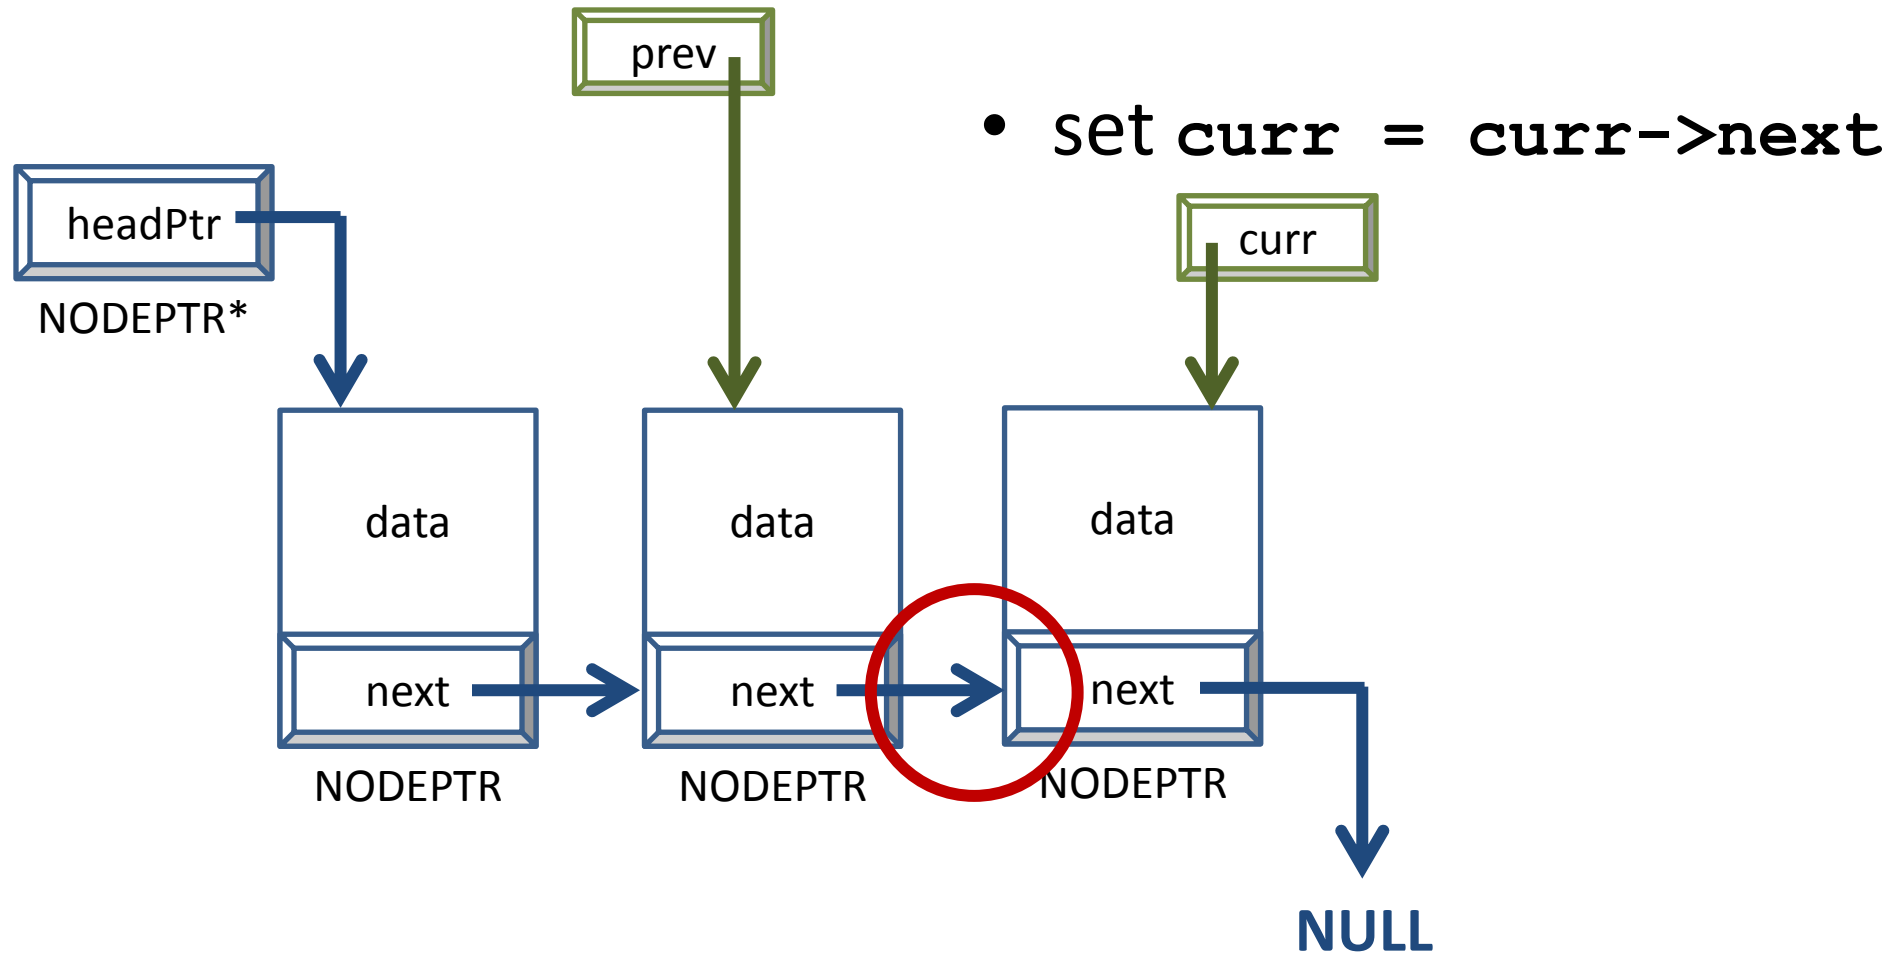 prev
• set curr = curr->next
headPtr
curr
NODEPTR*
data
data
data
next
next
next
NODEPTR
NODEPTR
NODEPTR
NULL